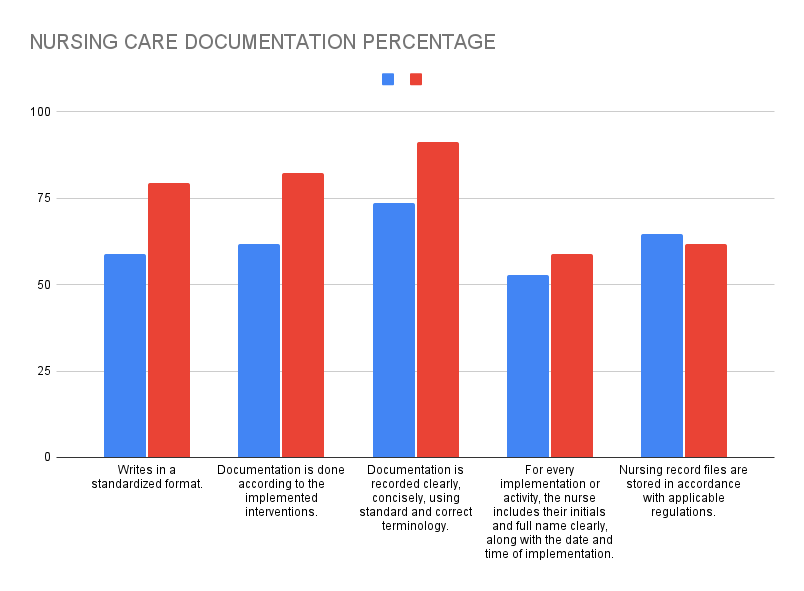 NURSING CARE DOCUMENTATION PERCENTAGE
100
75
50
25
0
Writes in a
standardized format.
Documentation is done
according to the
implemented
interventions.
Documentation is
recorded clearly,
concisely, using
standard and correct
terminology.
For every
implementation or
activity, the nurse
includes their initials
and full name clearly,
along with the date and
time of implementation.
Nursing record files are
stored in accordance
with applicable
regulations.